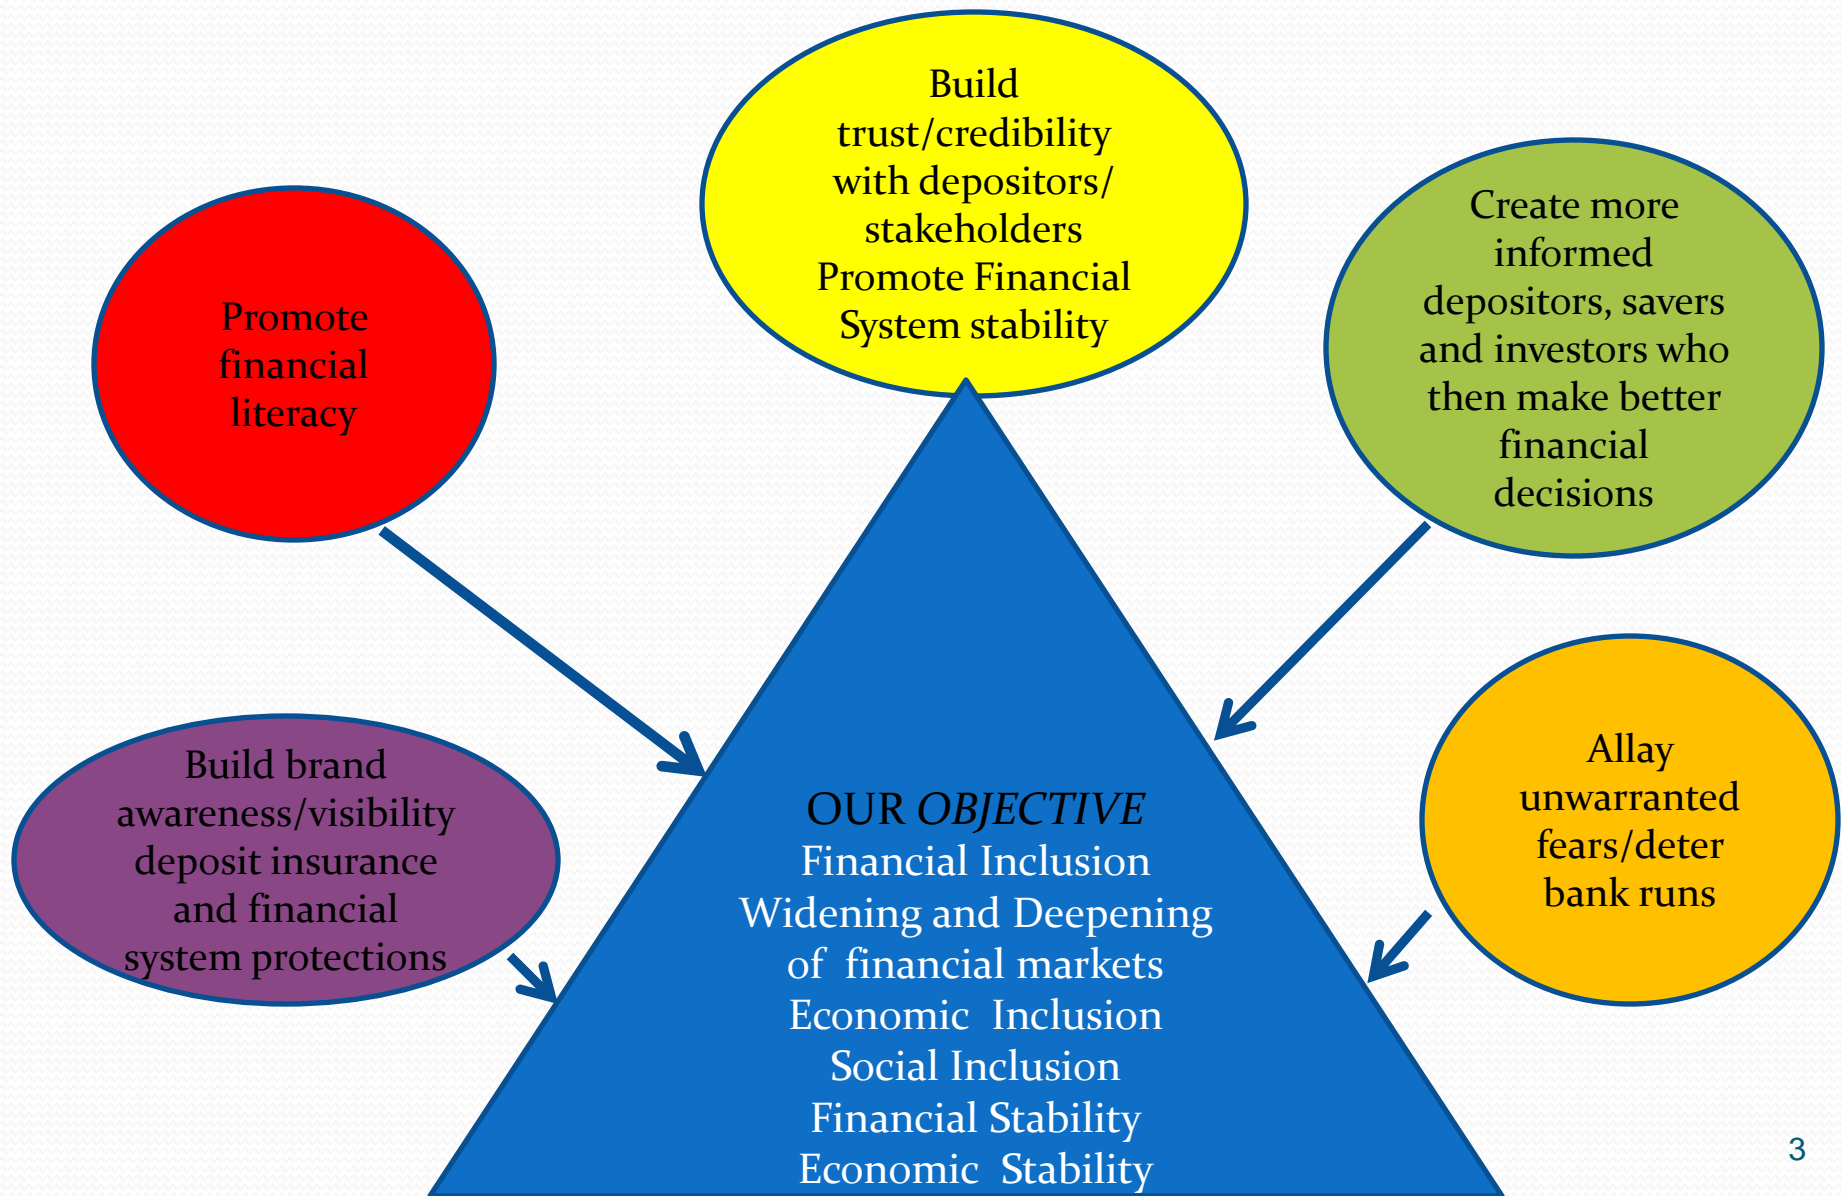 Build
trust/credibility
with depositors/
stakeholders
Promote Financial
System stability
Promote
financial
literacy
Create more
informed
depositors, savers
and investors who
then make better
financial
decisions
Build brand
awareness/visibility
deposit insurance
and financial
system protections
Allay
unwarranted
fears/deter
bank runs
OUR OBJECTIVE
Financial Inclusion
Widening and Deepening
of financial markets
Economic Inclusion
Social Inclusion
Financial Stability
Economic Stability
3